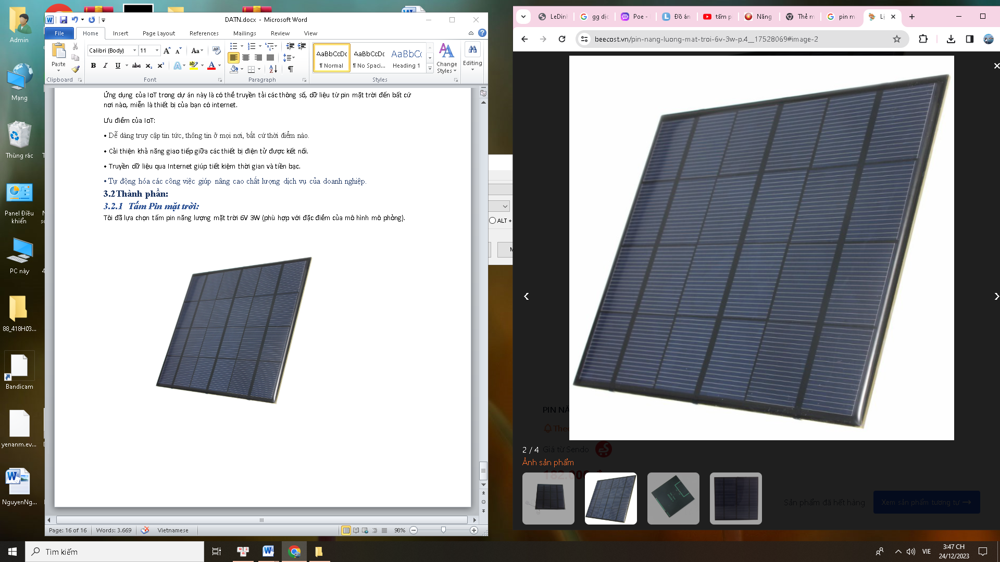 Admin
Mạng
Thùng rác
Panel Điều
khiển
PC này
88_418H03...
Bandicam
yenanm.ev...
NguyenNg...
DATN.docx - Microsoft Word
File Home Insert Page Layout References Mailings Review View
Paste
Calibri (Body) 11
AaBbCcDc AaBbCcDc AaBbC
¶ Normal ¶ No Spaci... Heading 1
Change
Styles
Editing
Clipboard Font Paragraph Styles
Ứng dụng của IoT trong dự án này là có thể truyền tải các thông số, dữ liệu từ pin mặt trời đến bất cứ
nơi nào, miễn là thiết bị của bạn có internet.
Ưu điểm của IoT:
• Dễ dàng truy cập tin tức, thông tin ở mọi nơi, bất cứ thời điểm nào.
• Cải thiện khả năng giao tiếp giữa các thiết bị điện tử được kết nối.
• Truyền dữ liệu qua Internet giúp tiết kiệm thời gian và tiền bạc.
• Tự động hóa các công việc giúp nâng cao chất lượng dịch vụ của doanh nghiệp.
3.2 Thành phần:
3.2.1 Tấm Pin mặt trời:
Tôi đã lựa chọn tấm pin năng lượng mặt trời 6V 3W (phù hợp với đặc điểm của mô hình mô phỏng).
Page: 16 of 16 Words: 3.669 Vietnamese 98%
ALT +
LeDinl gg dịc Poe - Đồ án tấm p Năng Thẻ m pin m Lị
beecost.vn/pin-nang-luong-mat-troi-6v-3w-p.4__17528069#image-2
PIN NĂ
Theo
2 / 4 Giá từ Sendo
Ảnh sản phẩm
182.000 đ
Sản phẩm đã hết hàng Xem sản phẩm tương tự →
Tìm kiếm
VIE
3:47 CH
24/12/2023